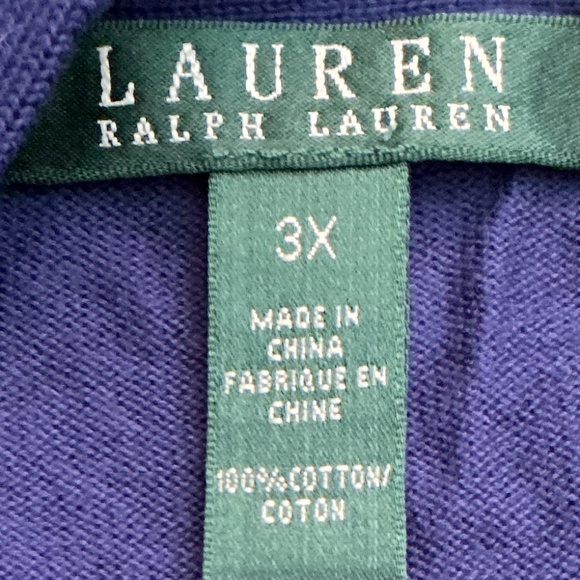 LAUREN
RALPH LAUREN
3X
MADE IN
CHINA
FABRIQUE EN
CHINE
100%COTTON/
COTON